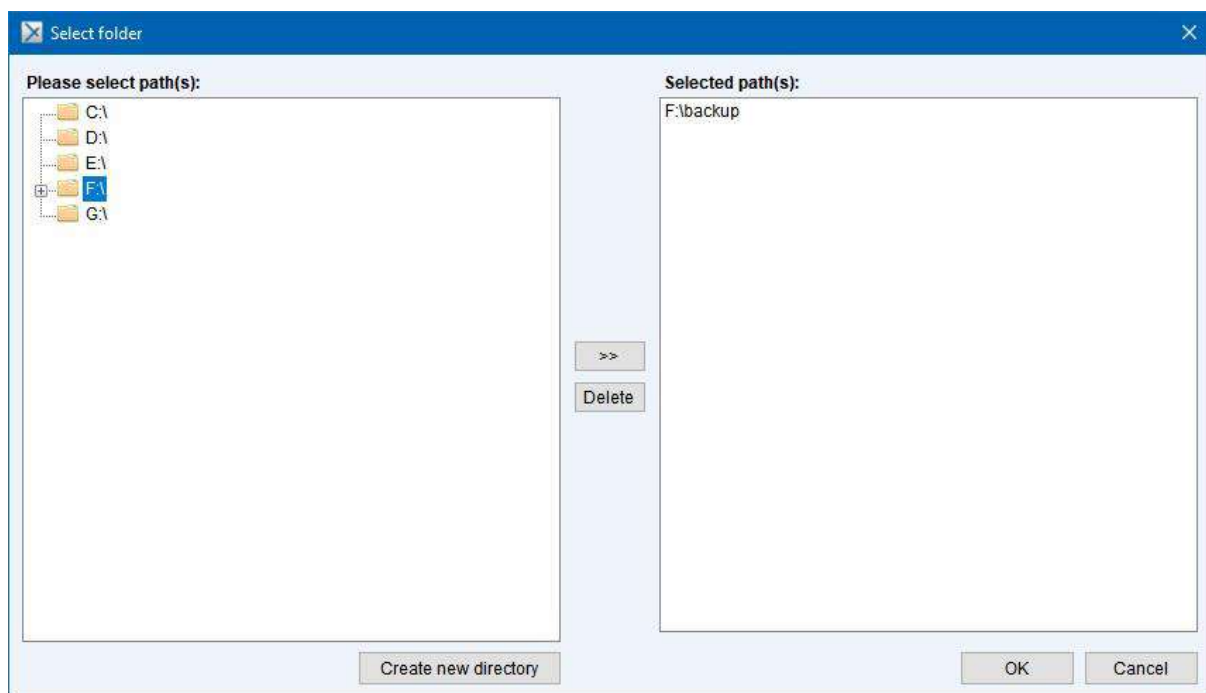 Select folder
Please select path(s):
C:\
D:\
E:\
F:\
G:\
>>
Delete
Selected path(s):
F:\backup
Create new directory
OK
Cancel